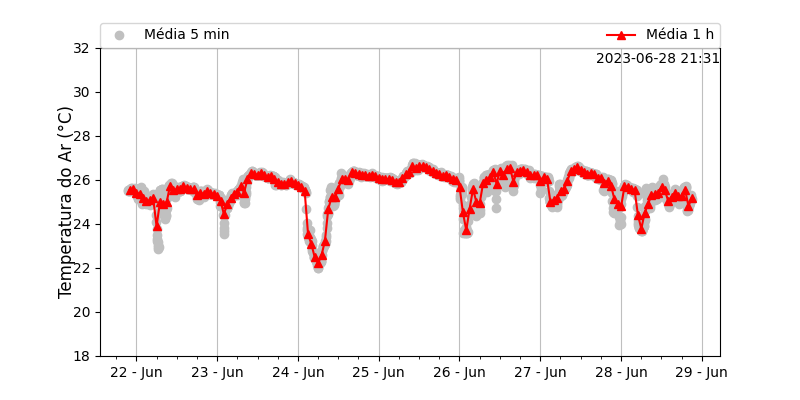 Média 5 min
Média 1 h
2023-06-28 21:31
Temperatura do Ar (°C)
32
30
28
26
24
22
20
18
22 - Jun
23 - Jun
24 - Jun
25 - Jun
26 - Jun
27 - Jun
28 - Jun
29 - Jun